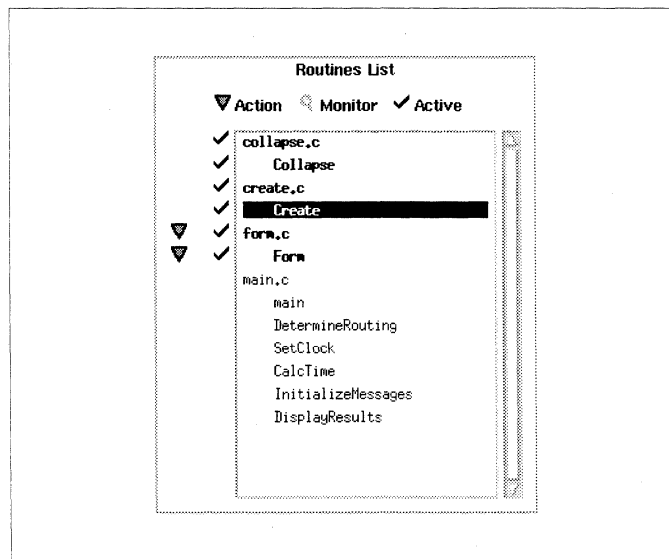 Routines List
Action Monitor Active
collapse.c
Collapse
create.c
Create
form.c
Form
main.c
main
DetermineRouting
SetClock
CalcTime
InitializeMessages
DisplayResults